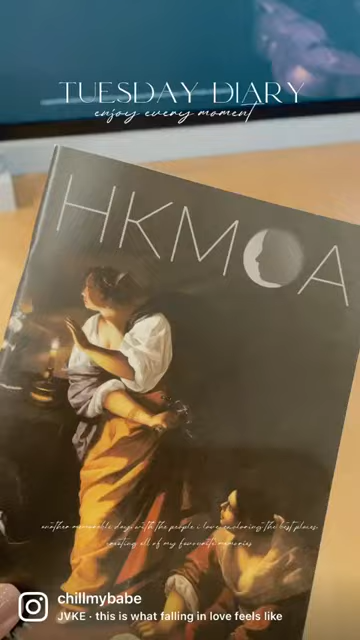 TUESDAY DIARY
enjoy every moment
HKMOA
another memorable days with the people i love, exploring the best places,
creating all of my favourite memories
chillmybabe
JVKE · this is what falling in love feels like